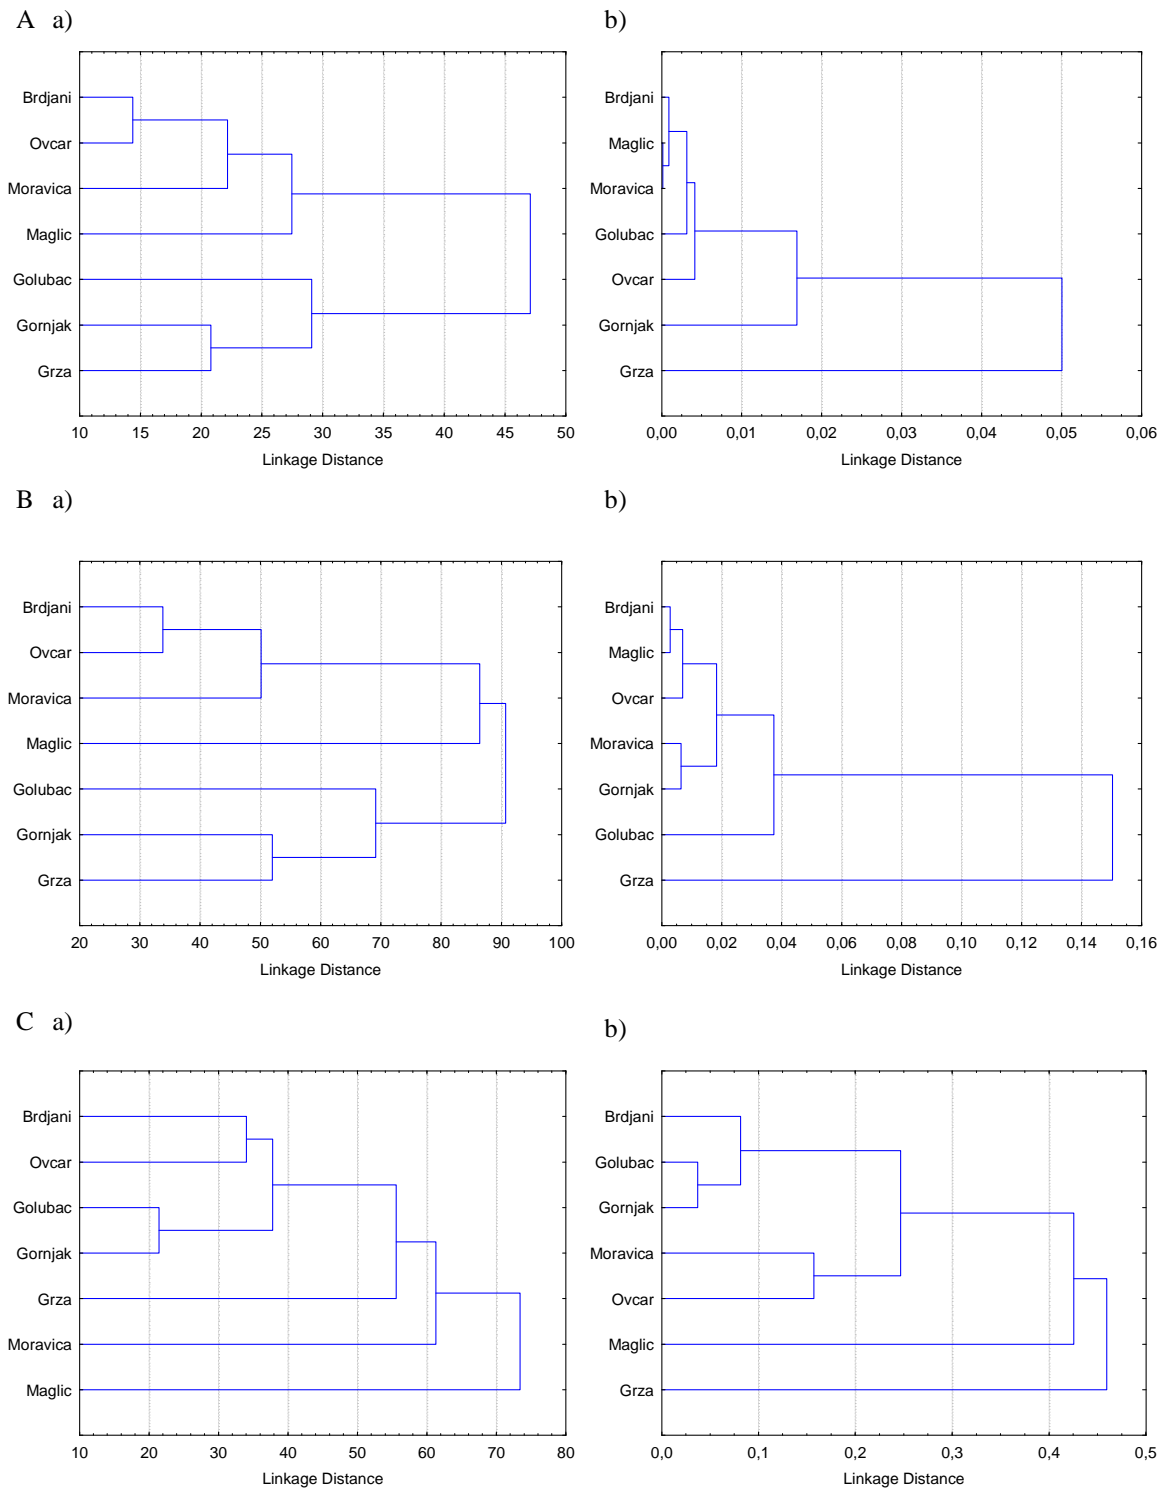 A a)
b)
Brdjani
Ovcar
Moravica
Maglic
Golubac
Gornjak
Grza
10 15 20 25 30 35 40 45 50
Linkage Distance
Brdjani
Maglic
Moravica
Golubac
Ovcar
Gornjak
Grza
0,00 0,01 0,02 0,03 0,04 0,05 0,06
Linkage Distance
B a)
b)
Brdjani
Ovcar
Moravica
Maglic
Golubac
Gornjak
Grza
20 30 40 50 60 70 80 90 100
Linkage Distance
Brdjani
Maglic
Ovcar
Moravica
Gornjak
Golubac
Grza
0,00 0,02 0,04 0,06 0,08 0,10 0,12 0,14 0,16
Linkage Distance
C a)
b)
Brdjani
Ovcar
Golubac
Gornjak
Grza
Moravica
Maglic
10 20 30 40 50 60 70 80
Linkage Distance
Brdjani
Golubac
Gornjak
Moravica
Ovcar
Maglic
Grza
0,0 0,1 0,2 0,3 0,4 0,5
Linkage Distance